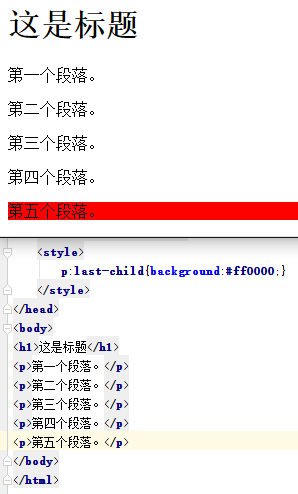 这是标题
第一个段落。
第二个段落。
第三个段落。
第四个段落。
第五个段落。
<style>
p:last-child{background:#ff0000;}
</style>
</head>
<body>
<h1>这是标题</h1>
<p>第一个段落。</p>
<p>第二个段落。</p>
<p>第三个段落。</p>
<p>第四个段落。</p>
<p>第五个段落。</p>
</body>
</html>